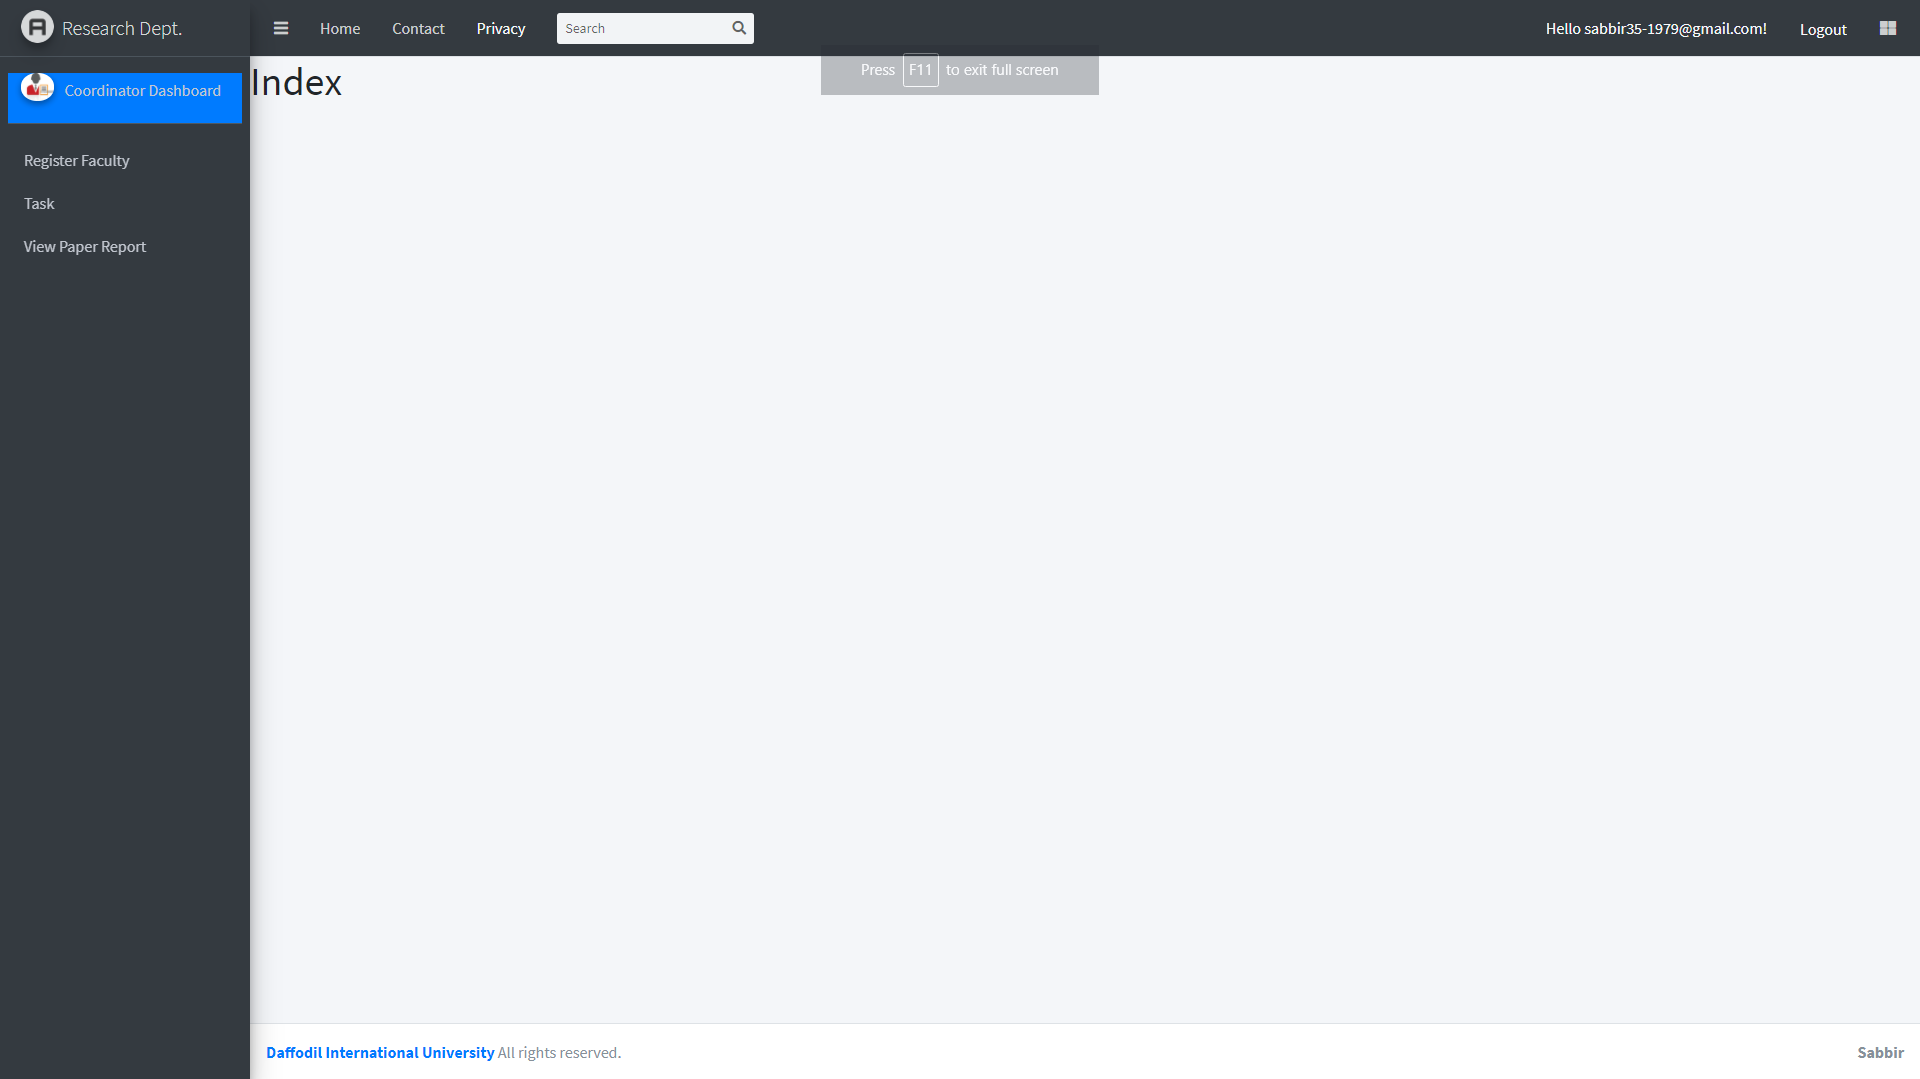 Research Dept.
Home Contact Privacy Search
Hello sabbir35-1979@gmail.com! Logout
Press F11 to exit full screen
Coordinator Dashboard
Index
Register Faculty
Task
View Paper Report
Daffodil International University All rights reserved.
Sabbir